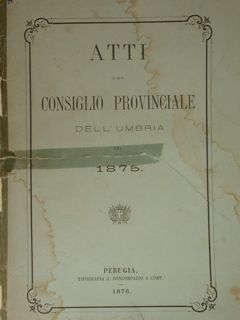 ATTI
DEL
CONSIGLIO PROVINCIALE
DELL'UMBRIA
DEL
1875.
PERUGIA,
TIPOGRAFIA G. BONCOMPAGNI E COMP.
1876.